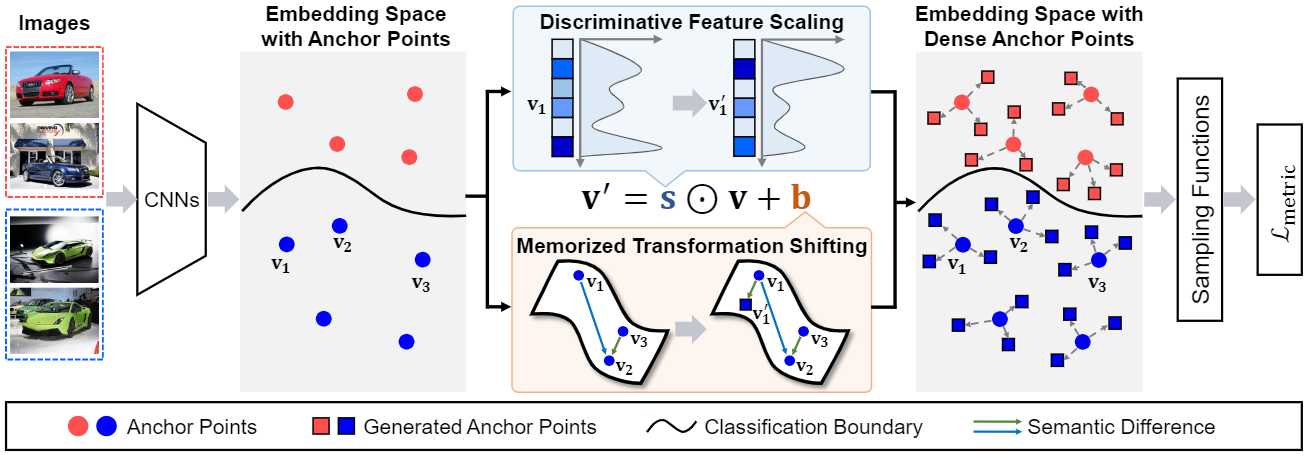 Images
Embedding Space
with Anchor Points
Discriminative Feature Scaling
Embedding Space with
Dense Anchor Points
CNNs
v₁
v₂
v₃
v₁
v₁′
v′ = s ⊙ v + b
Memorized Transformation Shifting
v₁
v₃
v₂
v₁
v₁′
v₃
v₂
v₁
v₂
v₃
Sampling Functions
ℒmetric
Anchor Points
Generated Anchor Points
Classification Boundary
Semantic Difference